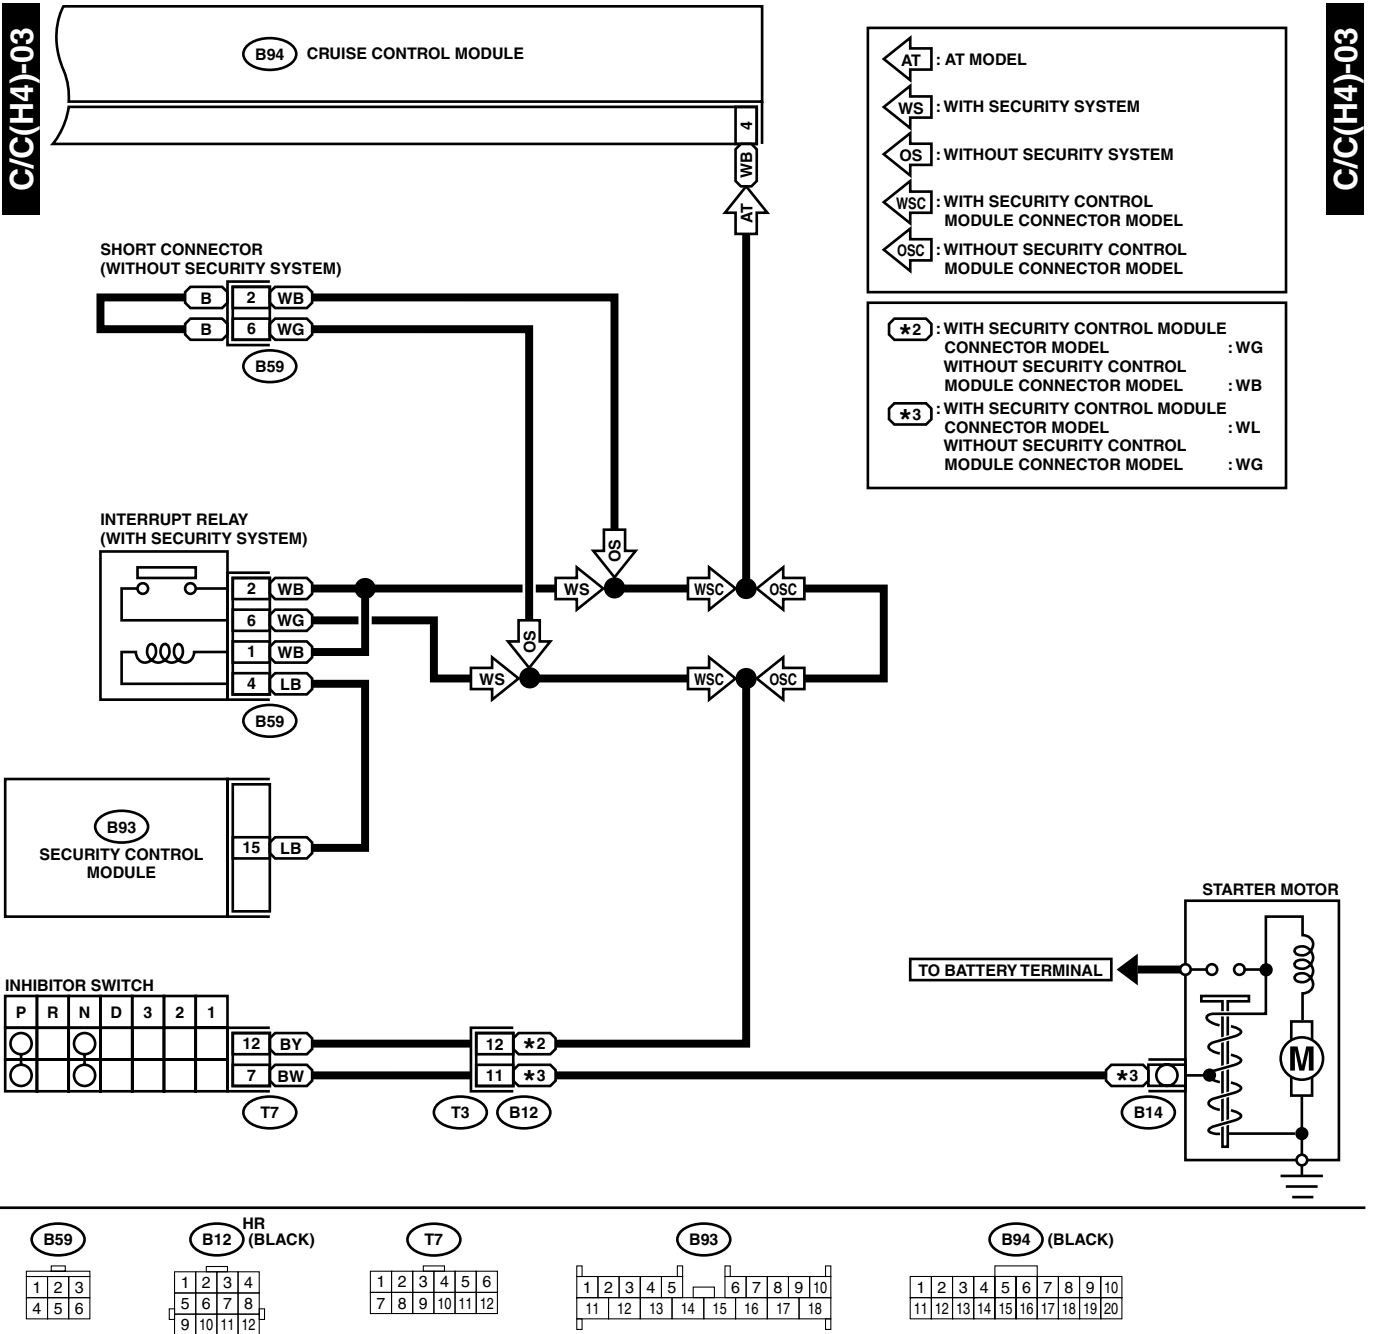 C/C(H4)-03
C/C(H4)-03
B94 CRUISE CONTROL MODULE
4
WB
AT
AT : AT MODEL
WS : WITH SECURITY SYSTEM
OS : WITHOUT SECURITY SYSTEM
WSC : WITH SECURITY CONTROL
MODULE CONNECTOR MODEL
OSC : WITHOUT SECURITY CONTROL
MODULE CONNECTOR MODEL
*2 : WITH SECURITY CONTROL MODULE
CONNECTOR MODEL : WG
WITHOUT SECURITY CONTROL
MODULE CONNECTOR MODEL : WB
*3 : WITH SECURITY CONTROL MODULE
CONNECTOR MODEL : WL
WITHOUT SECURITY CONTROL
MODULE CONNECTOR MODEL : WG
SHORT CONNECTOR
(WITHOUT SECURITY SYSTEM)
B 2 WB
B 6 WG
B59
INTERRUPT RELAY
(WITH SECURITY SYSTEM)
OS
2 WB WS WSC OSC
6 WG
OS
1 WB
WS WSC OSC
4 LB
B59
B93
SECURITY CONTROL
MODULE
15 LB
STARTER MOTOR
TO BATTERY TERMINAL
M
INHIBITOR SWITCH
P R N D 3 2 1
12 BY 12 *2
7 BW 11 *3 *3
T7 T3 B12 B14
B59
1 2 3
4 5 6
B12 HR
(BLACK)
1 2 3 4
5 6 7 8
9 10 11 12
T7
1 2 3 4 5 6
7 8 9 10 11 12
B93
1 2 3 4 5 6 7 8 9 10
11 12 13 14 15 16 17 18
B94 (BLACK)
1 2 3 4 5 6 7 8 9 10
11 12 13 14 15 16 17 18 19 20